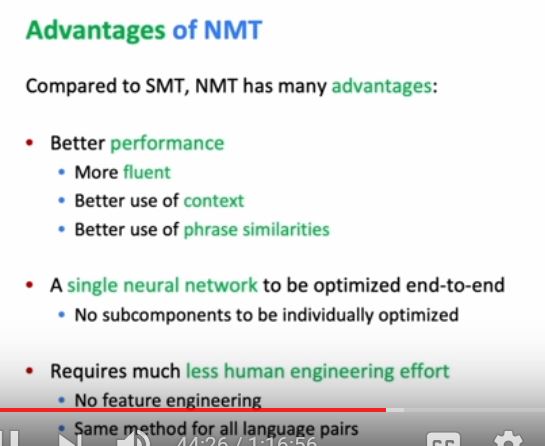 Advantages of NMT
Compared to SMT, NMT has many advantages:
• Better performance
• More fluent
• Better use of context
• Better use of phrase similarities
• A single neural network to be optimized end-to-end
• No subcomponents to be individually optimized
• Requires much less human engineering effort
• No feature engineering
• Same method for all language pairs
44:26 / 1:16:56
CC